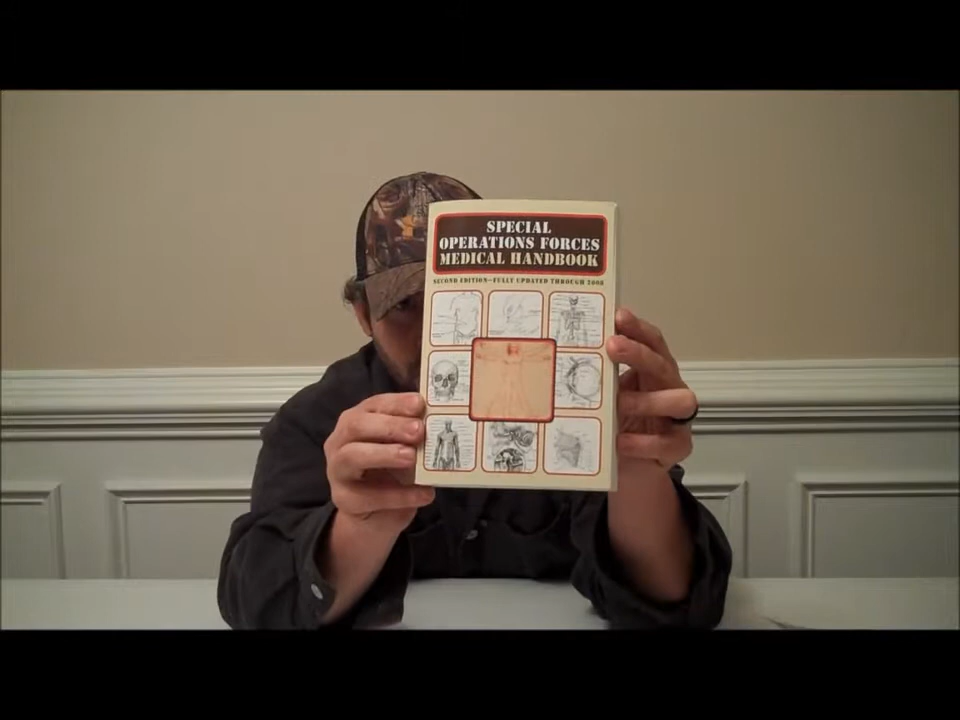 SPECIAL
OPERATIONS FORCES
MEDICAL HANDBOOK
SECOND EDITION—FULLY UPDATED THROUGH 2008